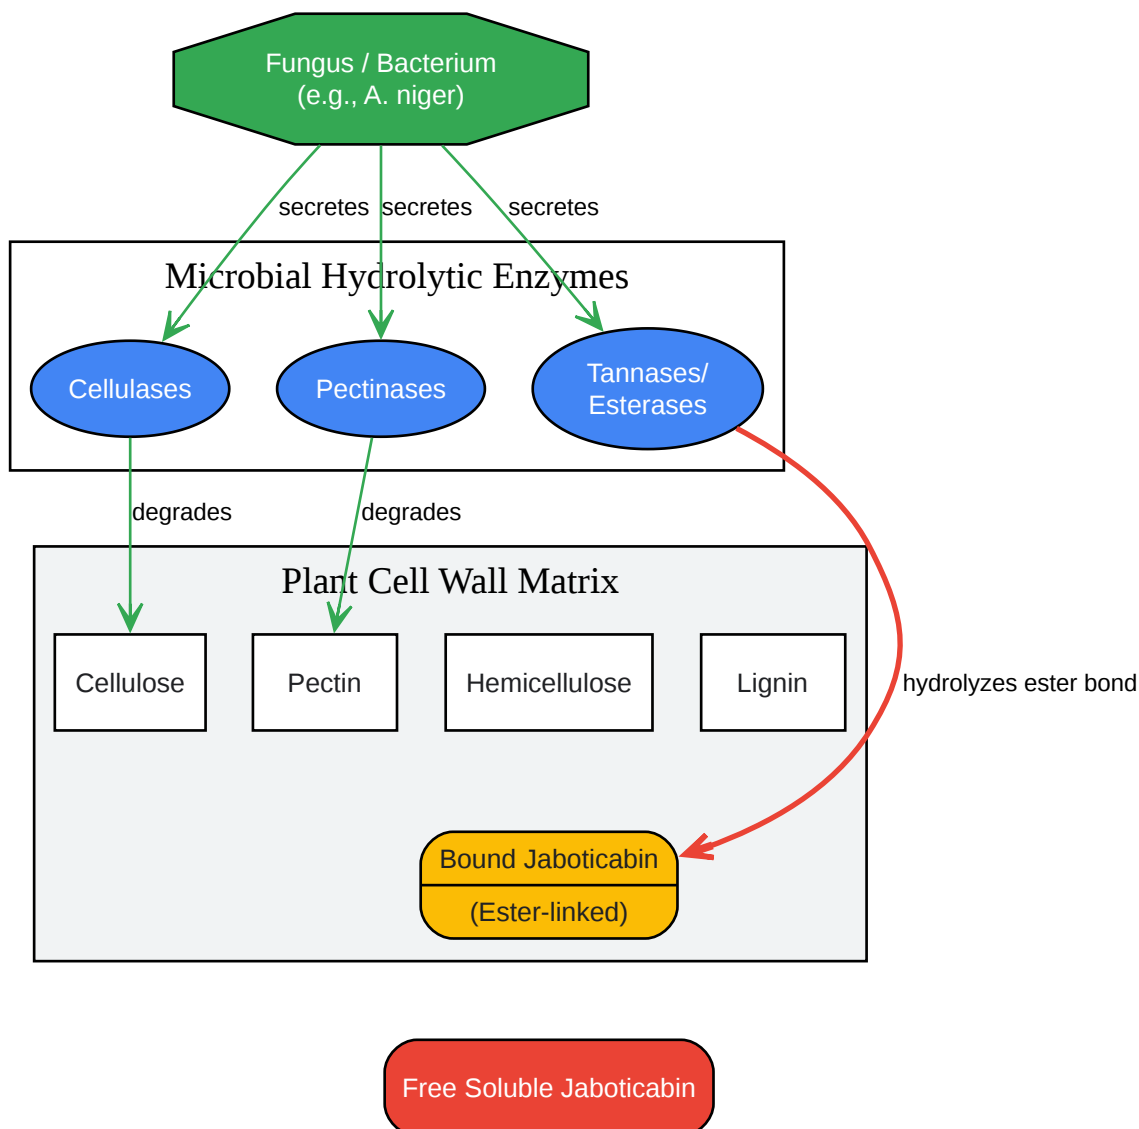 Fungus / Bacterium
(e.g., A. niger)
secretes secretes secretes
Microbial Hydrolytic Enzymes
Cellulases
Pectinases
Tannases/
Esterases
degrades degrades
Plant Cell Wall Matrix
Cellulose
Pectin
Hemicellulose
Lignin
hydrolyzes ester bond
Bound Jaboticabin
(Ester-linked)
Free Soluble Jaboticabin